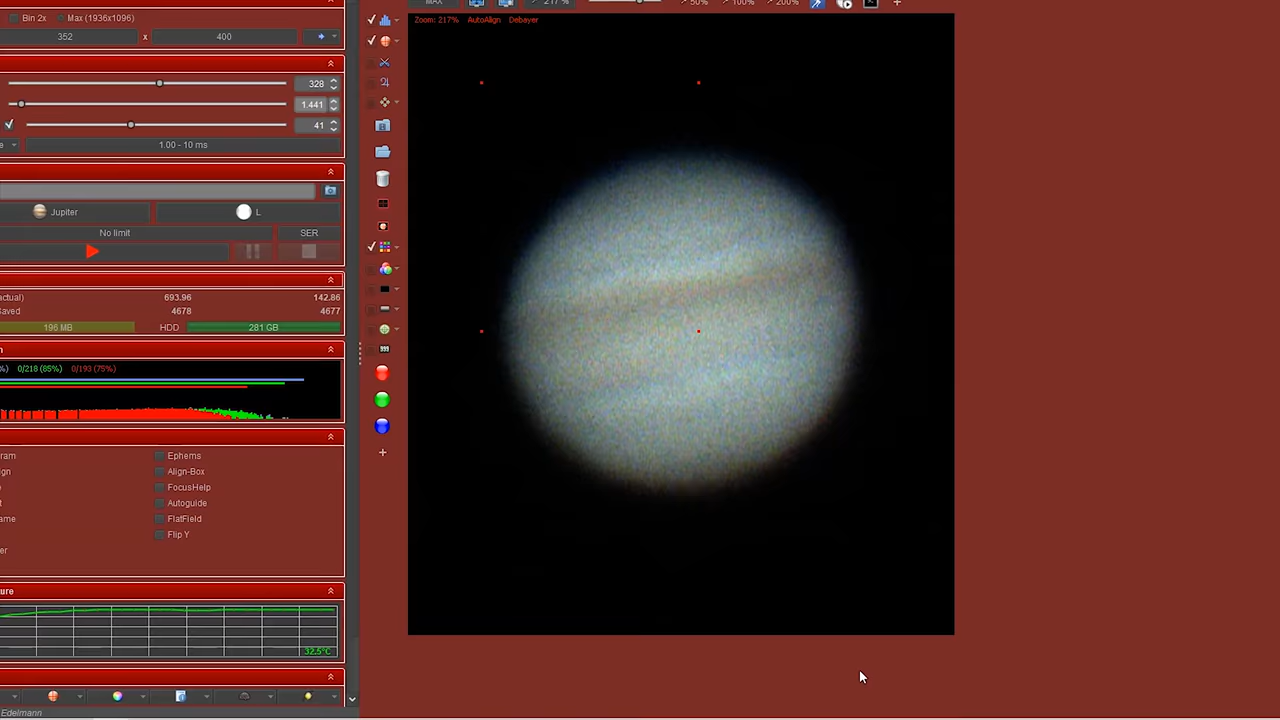 MAX
217 %
50%
100%
200%
Bin 2x
Max (1936x1096)
Zoom: 217% AutoAlign Debayer
352 x 400
328
1.441
41
1.00 - 10 ms
Jupiter
L
No limit
SER
actual) 693.96 142.86
aved 4678 4677
196 MB HDD 281 GB
0/218 (85%) 0/193 (75%)
Ephems
Align-Box
FocusHelp
Autoguide
FlatField
Flip Y
32.5°C
Edelmann